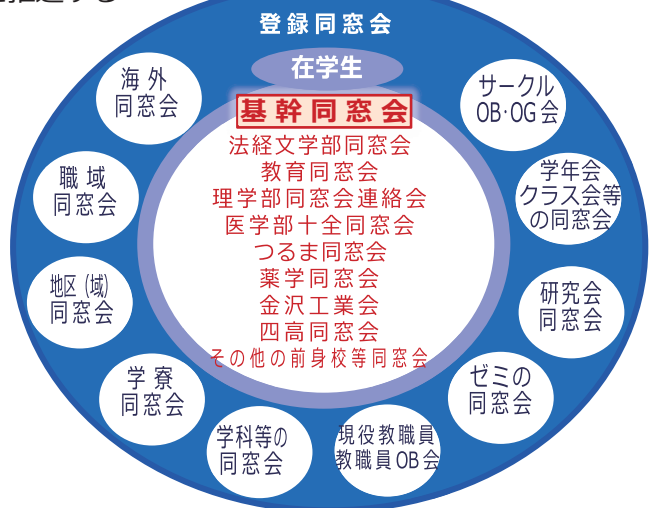 推進する
登録同窓会
在学生
基幹同窓会
法経文学部同窓会
教育同窓会
理学部同窓会連絡会
医学部十全同窓会
つるま同窓会
薬学同窓会
金沢工業会
四高同窓会
その他の前身校等同窓会
海外
同窓会
職域
同窓会
地区(域)
同窓会
学寮
同窓会
学科等の
同窓会
現役教職員
教職員OB会
ゼミの
同窓会
研究会
同窓会
学年会
クラス会等
の同窓会
サークル
OB・OG会